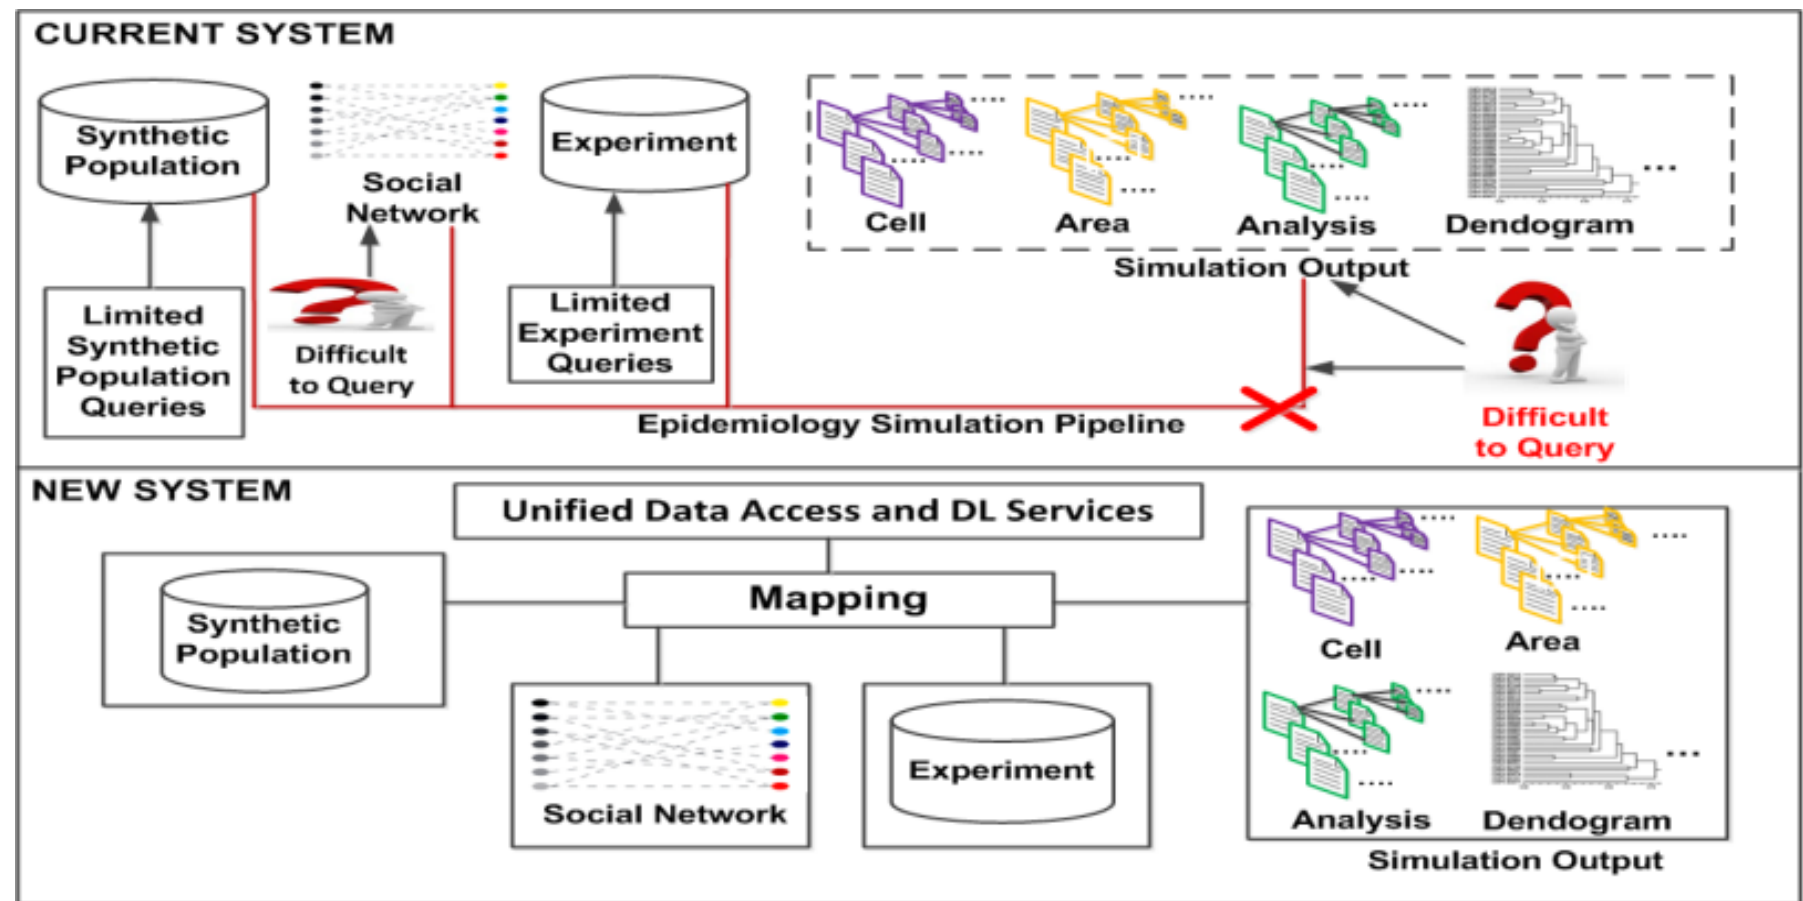 CURRENT SYSTEM
Synthetic
Population
Social
Network
Experiment
Cell
Area
Analysis
Dendogram
Simulation Output
Limited
Synthetic
Population
Queries
Difficult
to Query
Limited
Experiment
Queries
Epidemiology Simulation Pipeline
Difficult
to Query
NEW SYSTEM
Unified Data Access and DL Services
Mapping
Synthetic
Population
Social Network
Experiment
Cell
Area
Analysis
Dendogram
Simulation Output